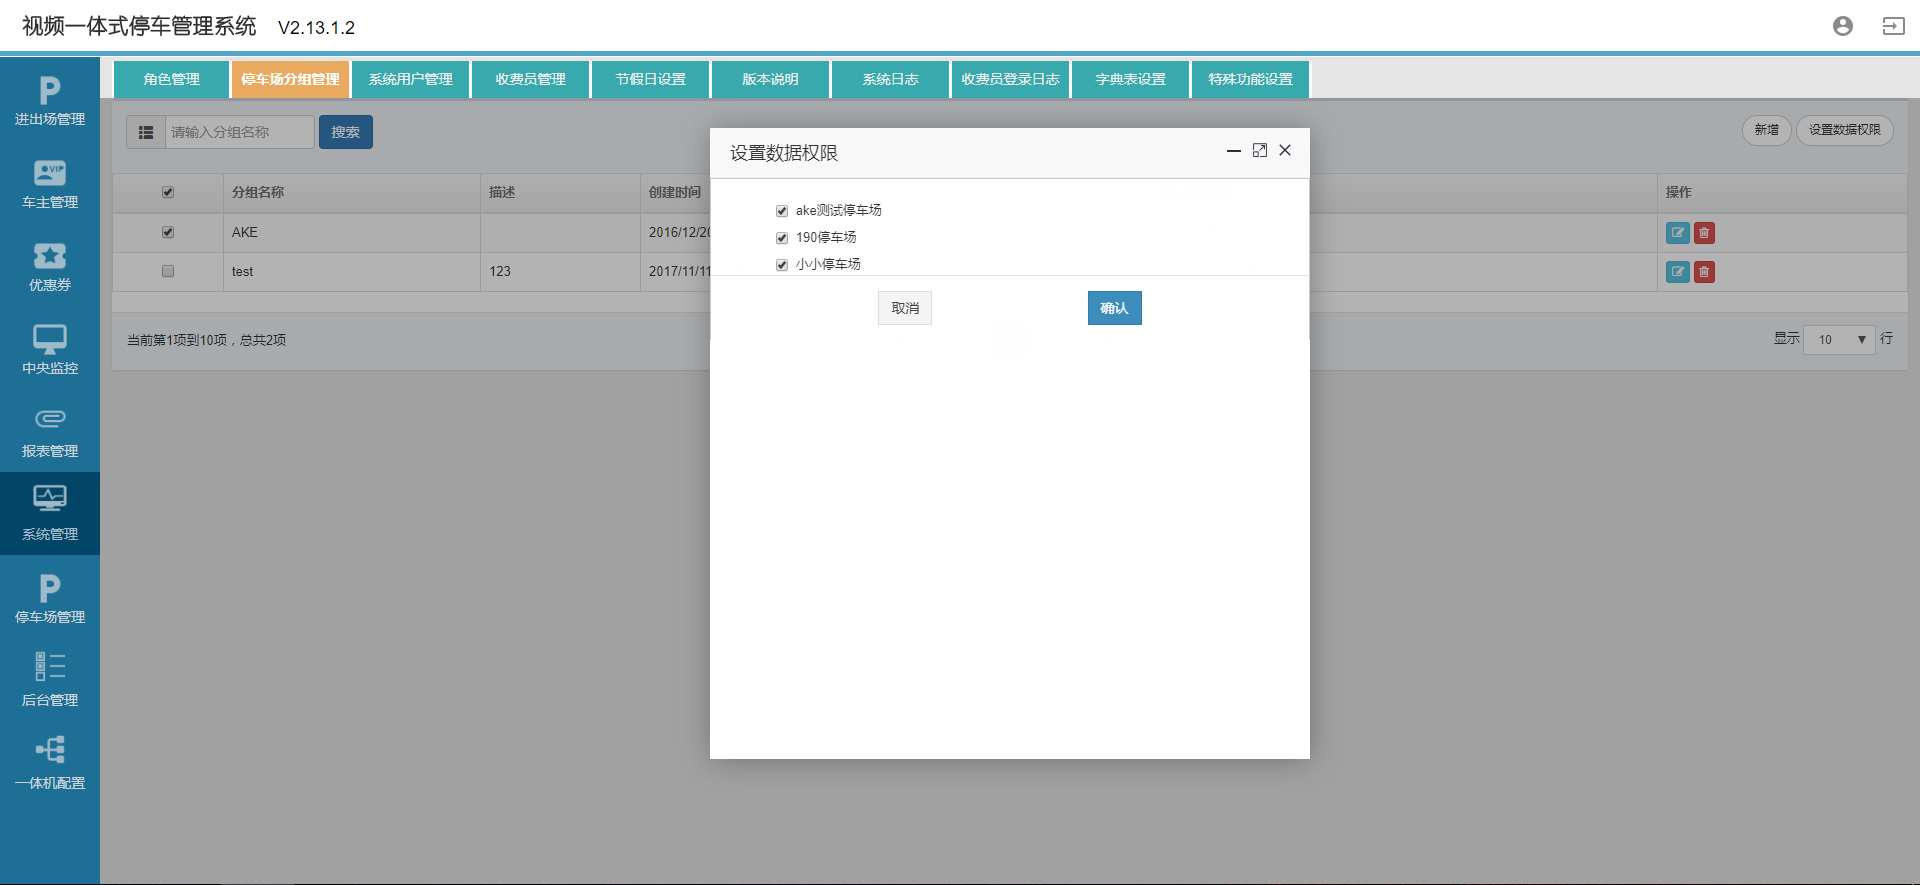 视频一体式停车管理系统 V2.13.1.2
角色管理 停车场分组管理 系统用户管理 收费员管理 节假日设置 版本说明 系统日志 收费员登录日志 字典表设置 特殊功能设置
进出场管理
车主管理
优惠券
中央监控
报表管理
系统管理
停车场管理
后台管理
一体机配置
请输入分组名称 搜索 新增 设置数据权限
分组名称 描述 创建时间 操作
AKE 2016/12/20
test 123 2017/11/11
当前第1项到10项，总共2项 显示 10 行
设置数据权限
ake测试停车场
190停车场
小小停车场
取消 确认